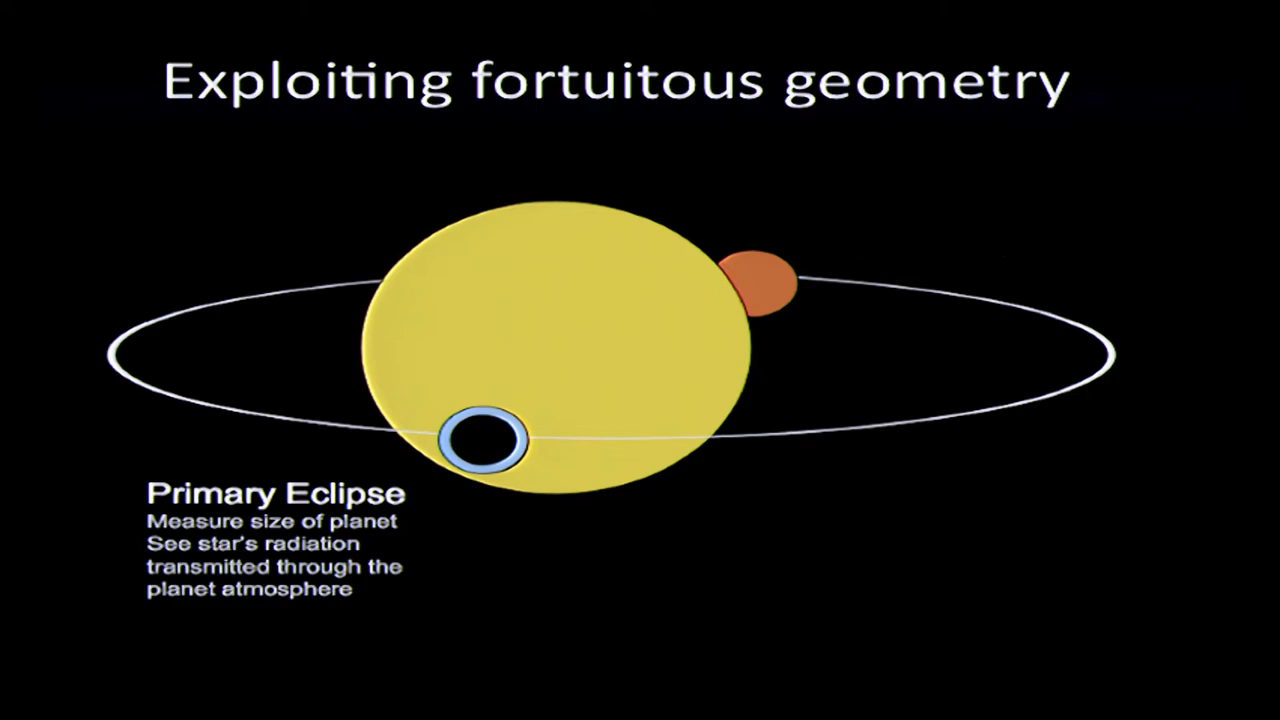 Exploiting fortuitous geometry
Primary Eclipse
Measure size of planet
See star's radiation
transmitted through the
planet atmosphere